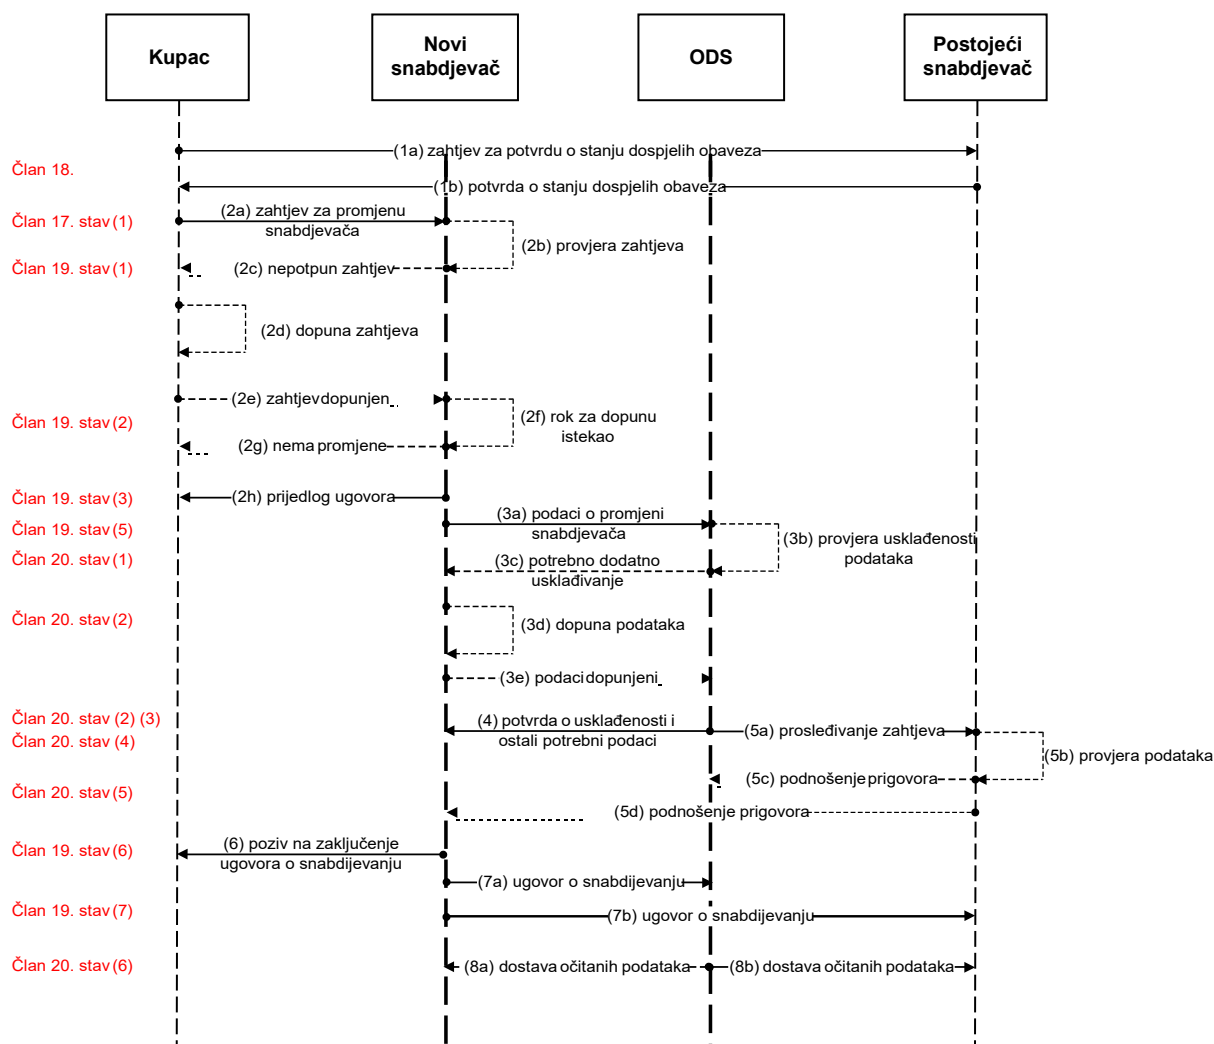 Kupac
Novi
snabdjevač
ODS
Postojeći
snabdjevač
(1a) zahtjev za potvrdu o stanju dospjelih obaveza
Član 18.
(1b) potvrda o stanju dospjelih obaveza
Član 17. stav (1)
(2a) zahtjev za promjenu
snabdjevača
(2b) provjera zahtjeva
Član 19. stav (1)
(2c) nepotpun zahtjev
(2d) dopuna zahtjeva
(2e) zahtjev dopunjen
Član 19. stav (2)
(2f) rok za dopunu
istekao
(2g) nema promjene
Član 19. stav (3)
(2h) prijedlog ugovora
Član 19. stav (5)
(3a) podaci o promjeni
snabdjevača
(3b) provjera usklađenosti
podataka
Član 20. stav (1)
(3c) potrebno dodatno
usklađivanje
Član 20. stav (2)
(3d) dopuna podataka
(3e) podaci dopunjeni
Član 20. stav (2) (3)
Član 20. stav (4)
(4) potvrda o usklađenosti i
ostali potrebni podaci
(5a) prosleđivanje zahtjeva
(5b) provjera podataka
(5c) podnošenje prigovora
Član 20. stav (5)
(5d) podnošenje prigovora
Član 19. stav (6)
(6) poziv na zaključenje
ugovora o snabdijevanju
(7a) ugovor o snabdijevanju
Član 19. stav (7)
(7b) ugovor o snabdijevanju
Član 20. stav (6)
(8a) dostava očitanih podataka
(8b) dostava očitanih podataka